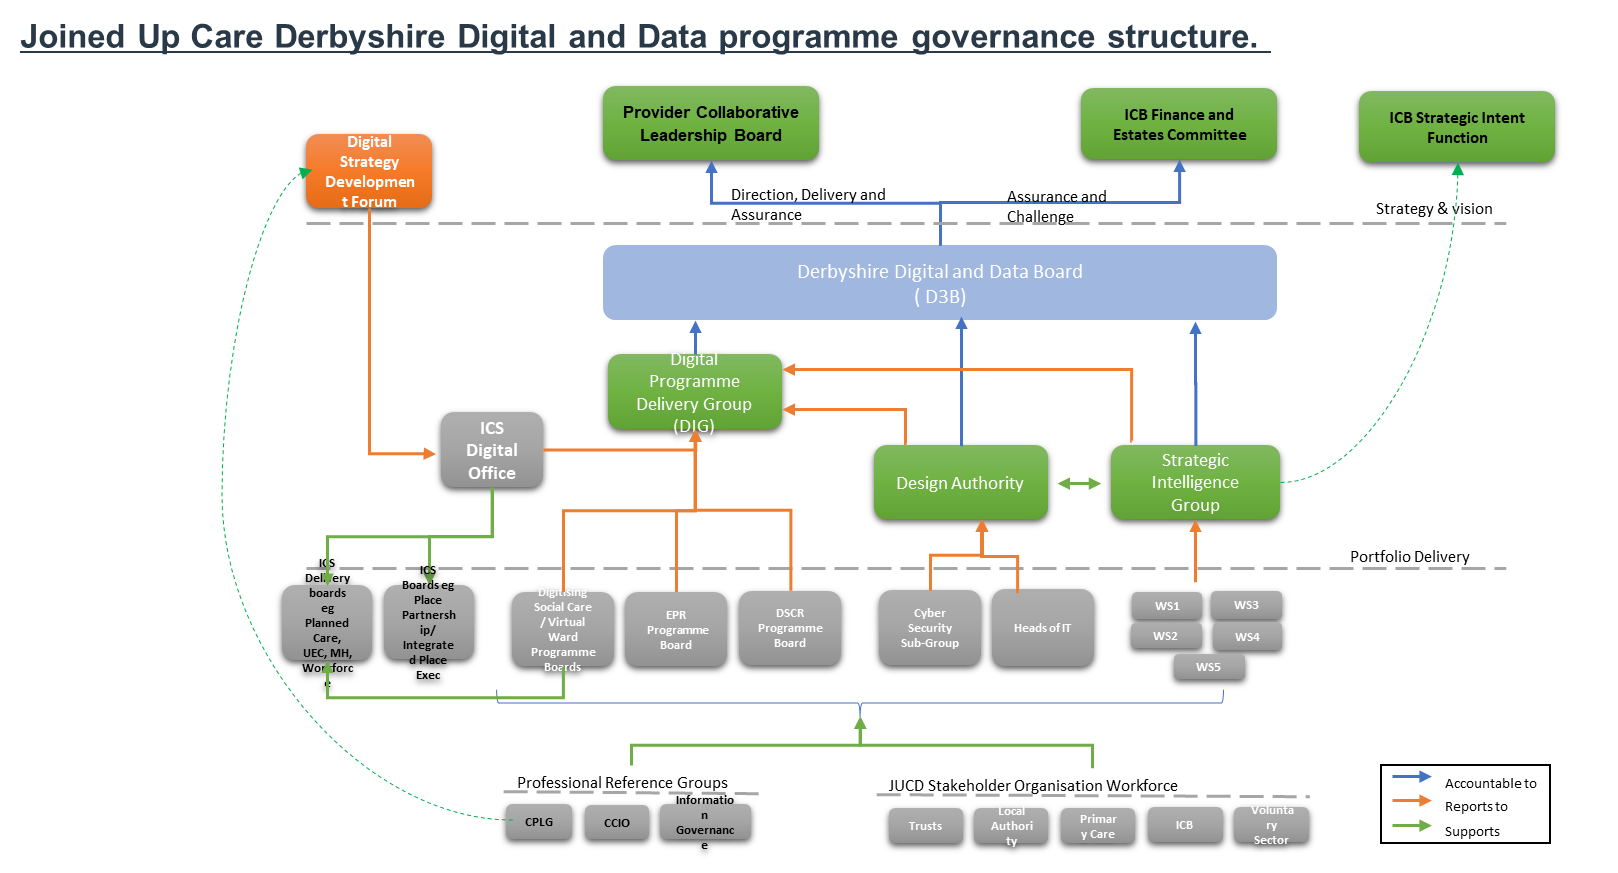 Joined Up Care Derbyshire Digital and Data programme governance structure.
Provider Collaborative
Leadership Board
ICB Finance and
Estates Committee
ICB Strategic Intent
Function
Digital
Strategy
Developmen
t Forum
Direction, Delivery and
Assurance
Assurance and
Challenge
Strategy & vision
Derbyshire Digital and Data Board
( D3B)
Digital
Programme
Delivery Group
(DIG)
ICS
Digital
Office
Design Authority
Strategic
Intelligence
Group
Portfolio Delivery
ICS
Delivery
boards
eg
Planned
Care,
UEC, MH,
Workforc
e
ICS
Boards eg
Place
Partnersh
ip/
Integrate
d Place
Exec
Digitising
Social Care
/ Virtual
Ward
Programme
Boards
EPR
Programme
Board
DSCR
Programme
Board
Cyber
Security
Sub-Group
Heads of IT
WS1
WS3
WS2
WS4
WS5
Professional Reference Groups
CPLG
CCIO
Informatio
n
Governanc
e
JUCD Stakeholder Organisation Workforce
Trusts
Local
Authori
ty
Primar
y Care
ICB
Volunta
ry
Sector
Accountable to
Reports to
Supports